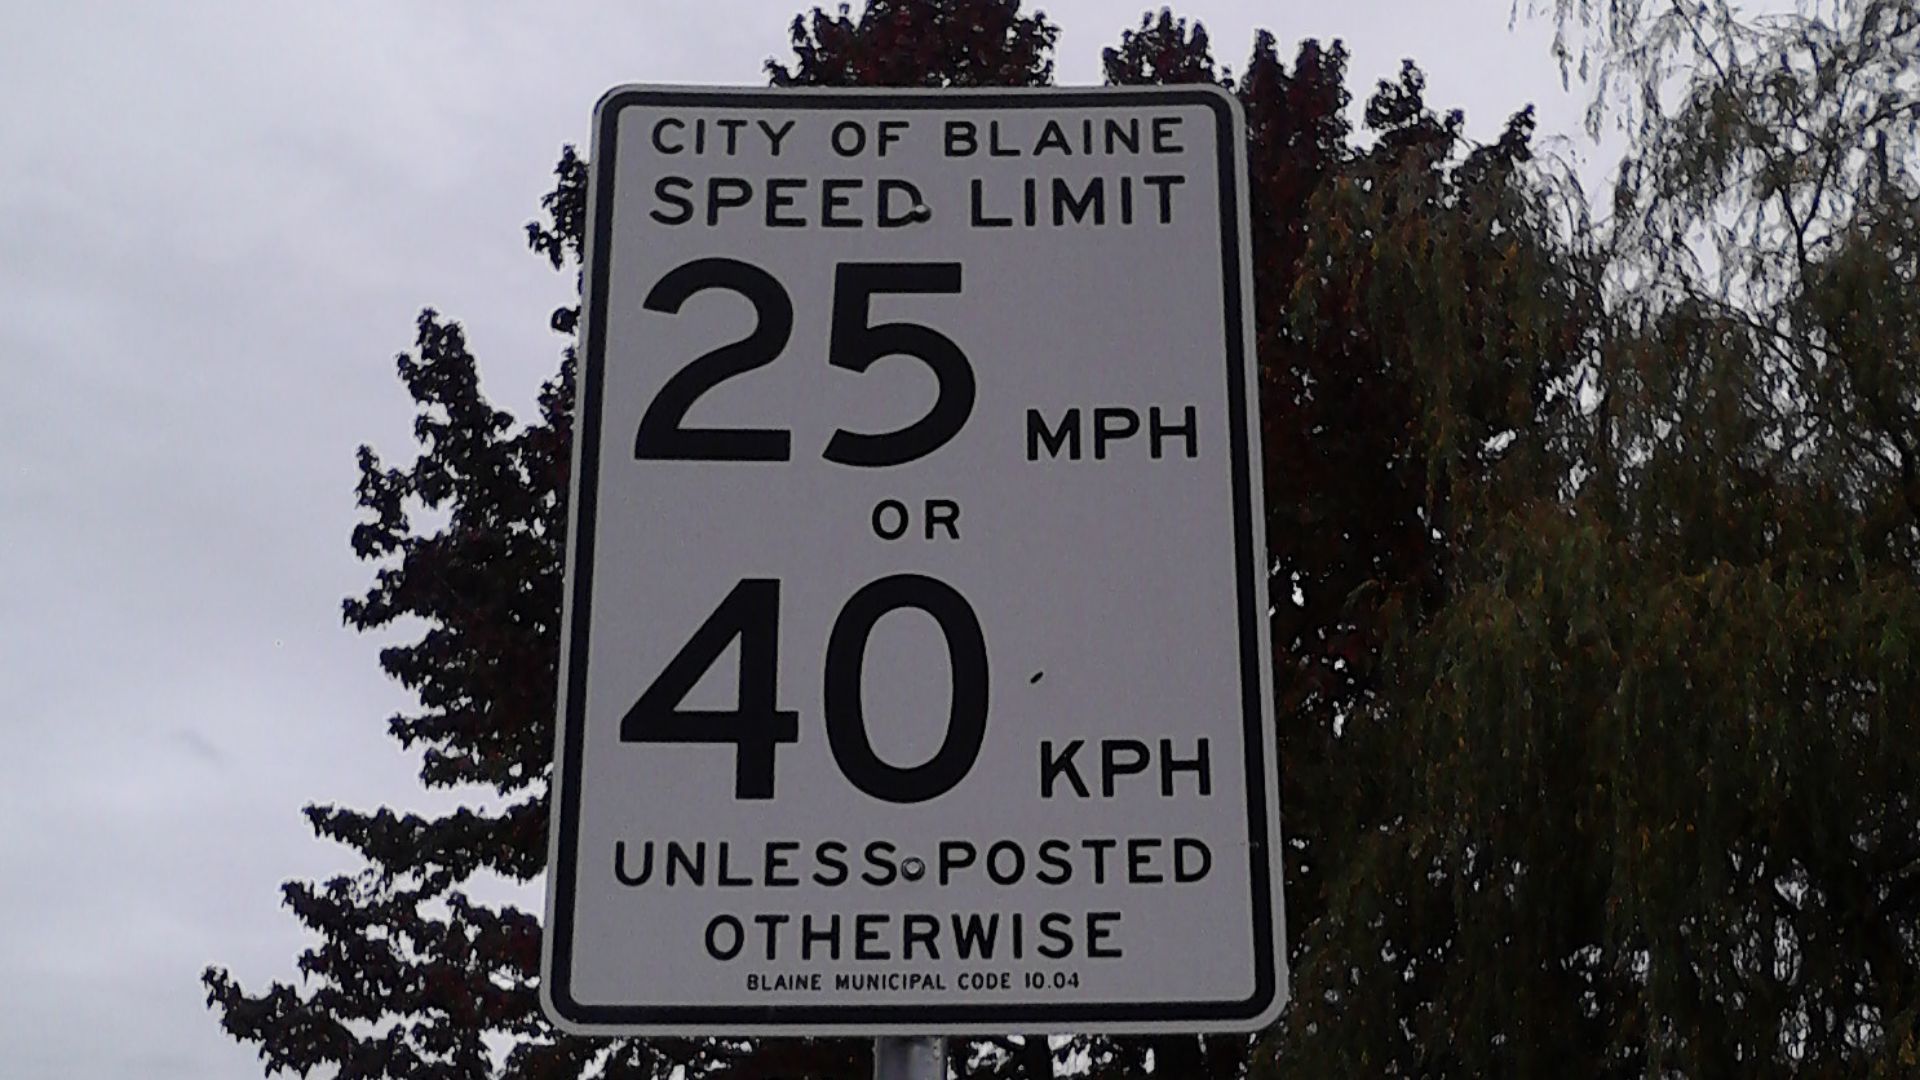 CITY OF BLAINE
SPEED LIMIT
25 MPH
OR
40 KPH
UNLESS POSTED
OTHERWISE
BLAINE MUNICIPAL CODE 10.04